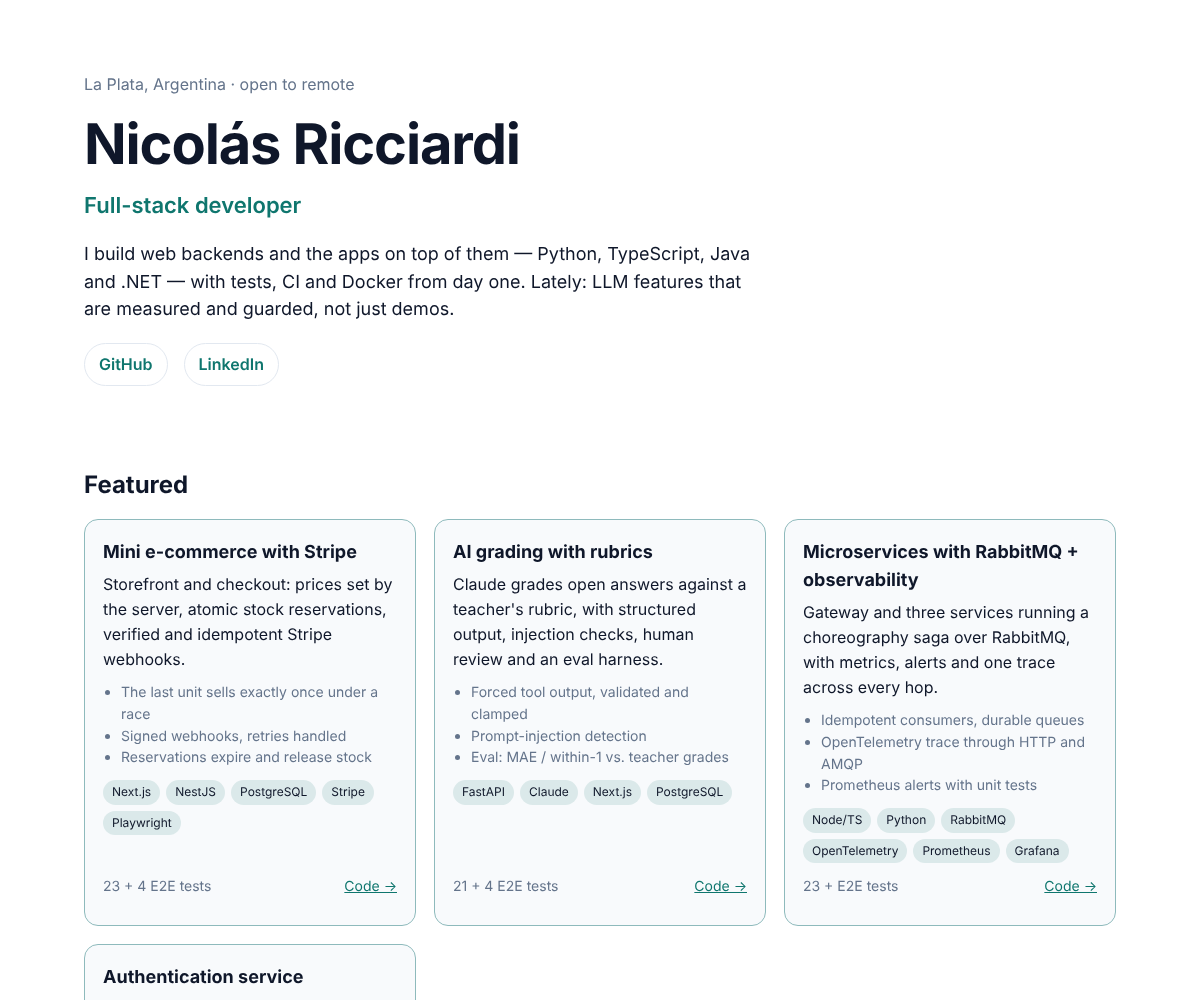 La Plata, Argentina · open to remote
Nicolás Ricciardi
Full-stack developer
I build web backends and the apps on top of them — Python, TypeScript, Java
and .NET — with tests, CI and Docker from day one. Lately: LLM features that
are measured and guarded, not just demos.
GitHub
LinkedIn
Featured
Mini e-commerce with Stripe
Storefront and checkout: prices set by
the server, atomic stock reservations,
verified and idempotent Stripe
webhooks.
• The last unit sells exactly once under a
race
• Signed webhooks, retries handled
• Reservations expire and release stock
Next.js NestJS PostgreSQL Stripe
Playwright
23 + 4 E2E tests Code →
AI grading with rubrics
Claude grades open answers against a
teacher's rubric, with structured
output, injection checks, human
review and an eval harness.
• Forced tool output, validated and
clamped
• Prompt-injection detection
• Eval: MAE / within-1 vs. teacher grades
FastAPI Claude Next.js PostgreSQL
21 + 4 E2E tests Code →
Microservices with RabbitMQ +
observability
Gateway and three services running a
choreography saga over RabbitMQ,
with metrics, alerts and one trace
across every hop.
• Idempotent consumers, durable queues
• OpenTelemetry trace through HTTP and
AMQP
• Prometheus alerts with unit tests
Node/TS Python RabbitMQ
OpenTelemetry Prometheus Grafana
23 + E2E tests Code →
Authentication service